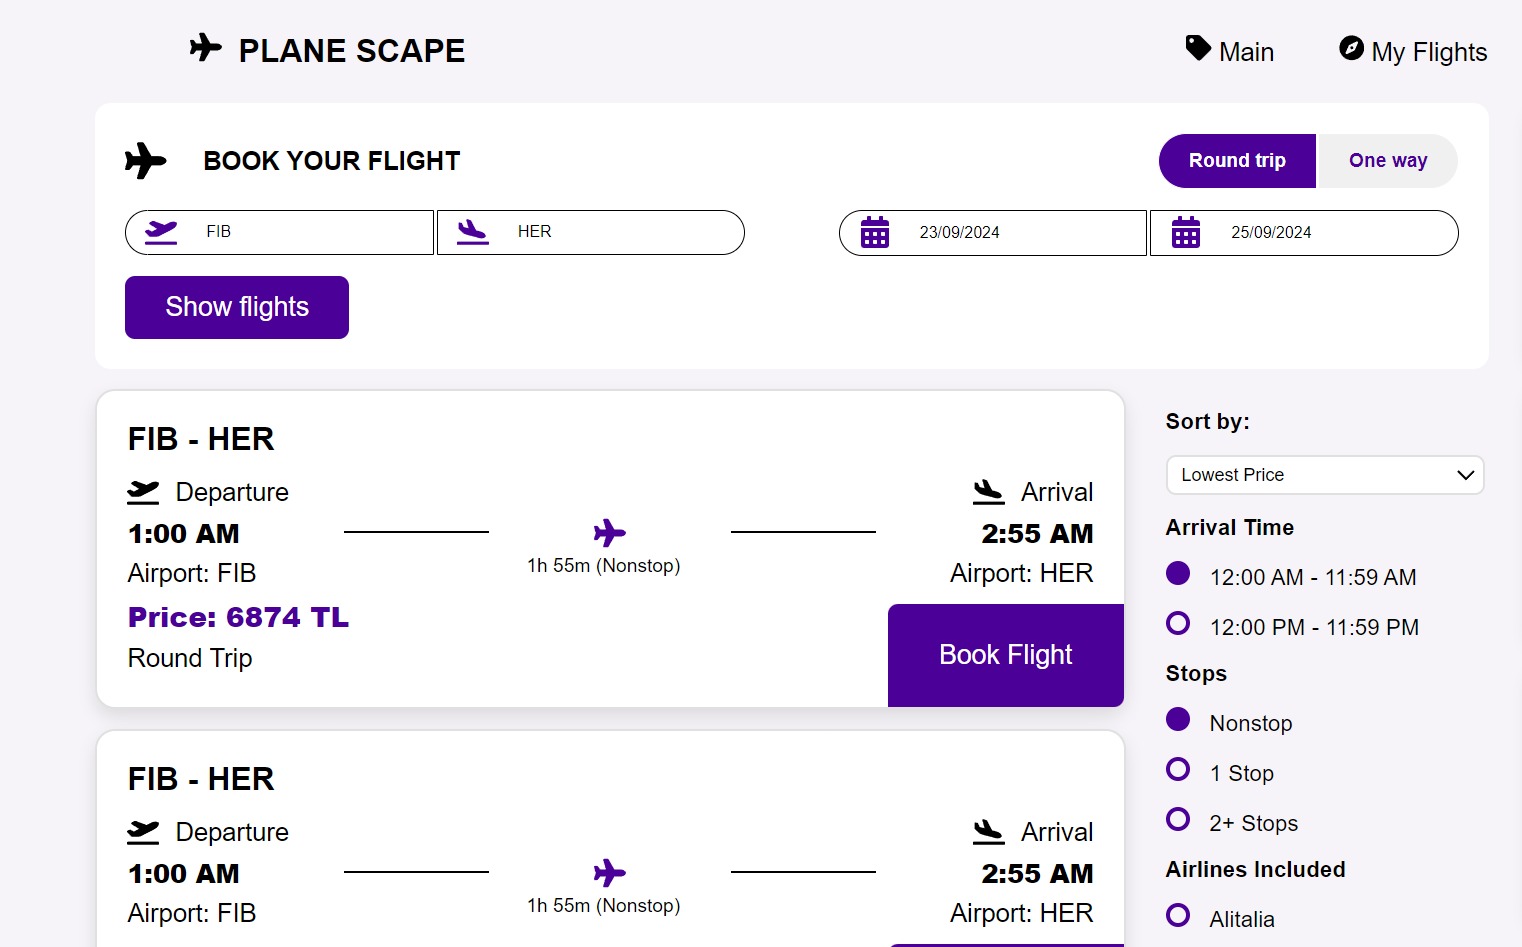 PLANE SCAPE
Main
My Flights
BOOK YOUR FLIGHT
Round trip
One way
FIB
HER
23/09/2024
25/09/2024
Show flights
FIB - HER
Departure
Arrival
1:00 AM
2:55 AM
1h 55m (Nonstop)
Airport: FIB
Airport: HER
Price: 6874 TL
Round Trip
Book Flight
FIB - HER
Departure
Arrival
1:00 AM
2:55 AM
1h 55m (Nonstop)
Airport: FIB
Airport: HER
Sort by:
Lowest Price
Arrival Time
12:00 AM - 11:59 AM
12:00 PM - 11:59 PM
Stops
Nonstop
1 Stop
2+ Stops
Airlines Included
Alitalia